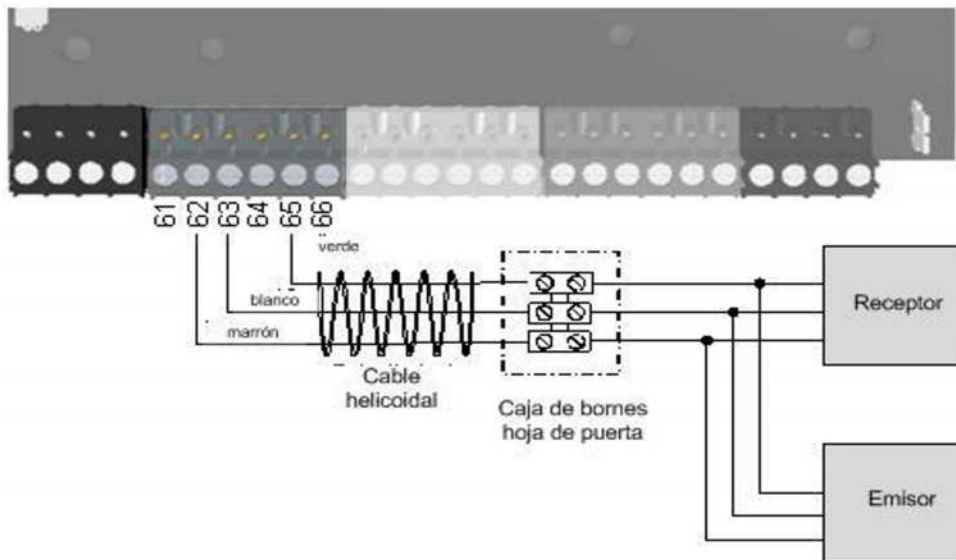 61 62 63 64 65 66
verde
blanco
marrón
Cable
helicoidal
Caja de bornes
hoja de puerta
Receptor
Emisor